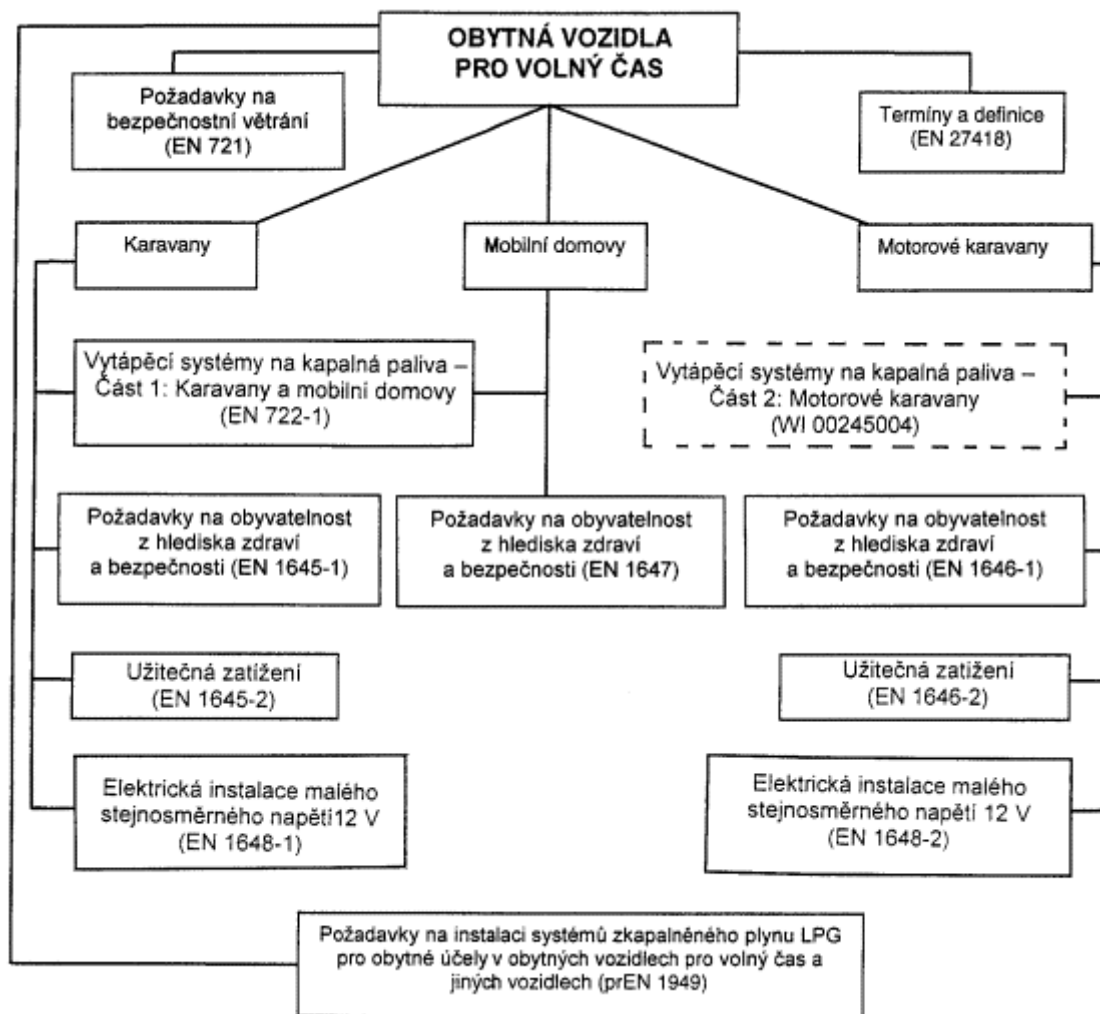 OBYTNÁ VOZIDLA
PRO VOLNÝ ČAS
Požadavky na
bezpečnostní větrání
(EN 721)
Termíny a definice
(EN 27418)
Karavany
Mobilní domovy
Motorové karavany
Vytápěcí systémy na kapalná paliva –
Část 1: Karavany a mobilní domovy
(EN 722-1)
Vytápěcí systémy na kapalná paliva –
Část 2: Motorové karavany
(WI 00245004)
Požadavky na obyvatelnost
z hlediska zdraví
a bezpečnosti (EN 1645-1)
Požadavky na obyvatelnost
z hlediska zdraví
a bezpečnosti (EN 1647)
Požadavky na obyvatelnost
z hlediska zdraví
a bezpečnosti (EN 1646-1)
Užitečná zatížení
(EN 1645-2)
Užitečná zatížení
(EN 1646-2)
Elektrická instalace malého
stejnosměrného napětí 12 V
(EN 1648-1)
Elektrická instalace malého
stejnosměrného napětí 12 V
(EN 1648-2)
Požadavky na instalaci systémů zkapalněného plynu LPG
pro obytné účely v obytných vozidlech pro volný čas a
jiných vozidlech (prEN 1949)